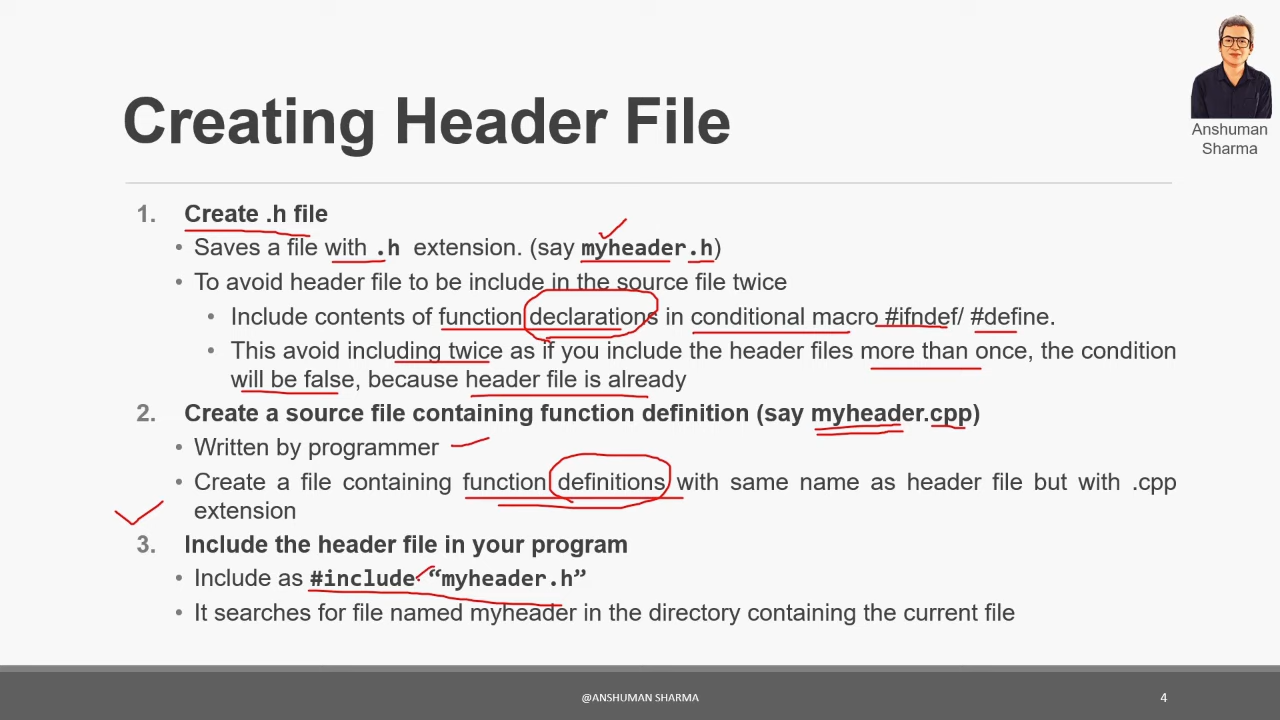 Anshuman
Sharma
Creating Header File
1. Create .h file
• Saves a file with .h extension. (say myheader.h)
• To avoid header file to be include in the source file twice
• Include contents of function declarations in conditional macro #ifndef/ #define.
• This avoid including twice as if you include the header files more than once, the condition
will be false, because header file is already
2. Create a source file containing function definition (say myheader.cpp)
• Written by programmer
• Create a file containing function definitions with same name as header file but with .cpp
extension
3. Include the header file in your program
• Include as #include “myheader.h”
• It searches for file named myheader in the directory containing the current file
@ANSHUMAN SHARMA
4